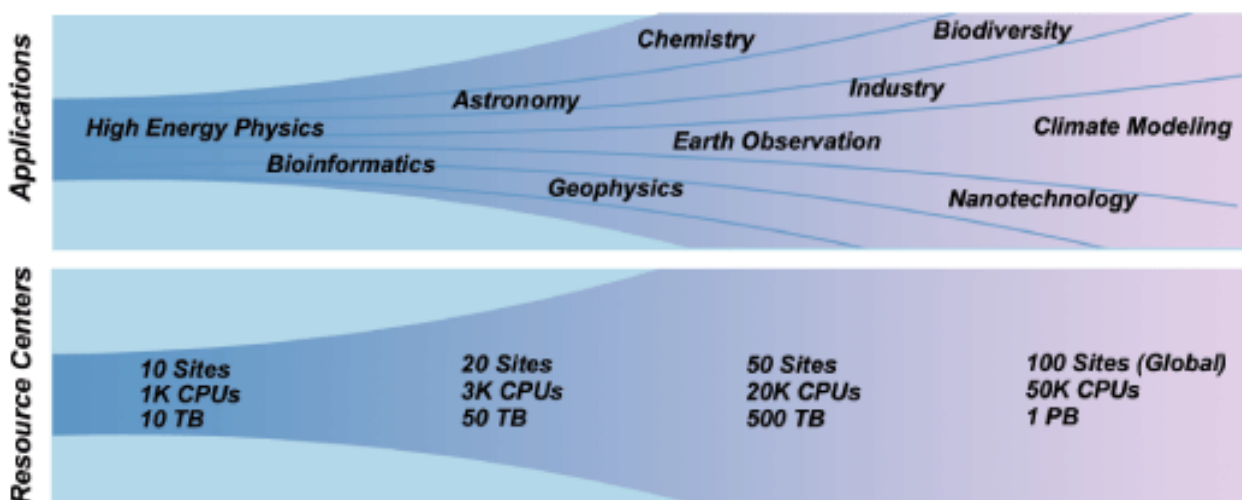 Applications
Chemistry
Biodiversity
Astronomy
Industry
High Energy Physics
Earth Observation
Climate Modeling
Bioinformatics
Geophysics
Nanotechnology
Resource Centers
10 Sites
1K CPUs
10 TB
20 Sites
3K CPUs
50 TB
50 Sites
20K CPUs
500 TB
100 Sites (Global)
50K CPUs
1 PB